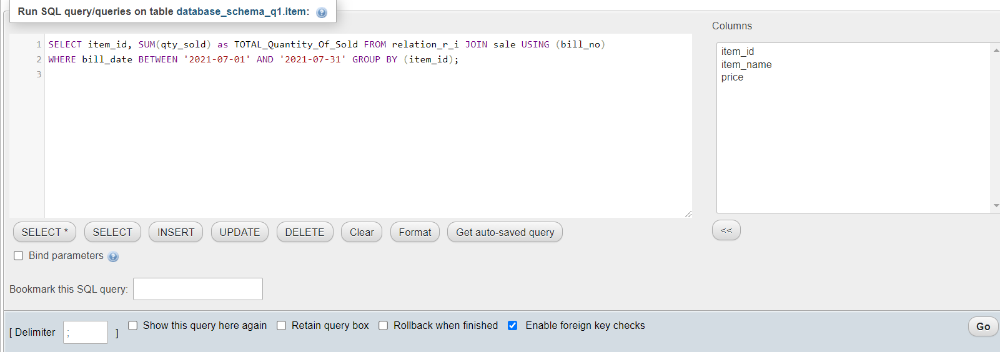 Run SQL query/queries on table database_schema_q1.item:
Columns
1 SELECT item_id, SUM(qty_sold) as TOTAL_Quantity_Of_Sold FROM relation_r_i JOIN sale USING (bill_no)
2 WHERE bill_date BETWEEN '2021-07-01' AND '2021-07-31' GROUP BY (item_id);
3
item_id
item_name
price
SELECT * SELECT INSERT UPDATE DELETE Clear Format Get auto-saved query <<
Bind parameters
Bookmark this SQL query:
[ Delimiter ; ] Show this query here again Retain query box Rollback when finished Enable foreign key checks Go